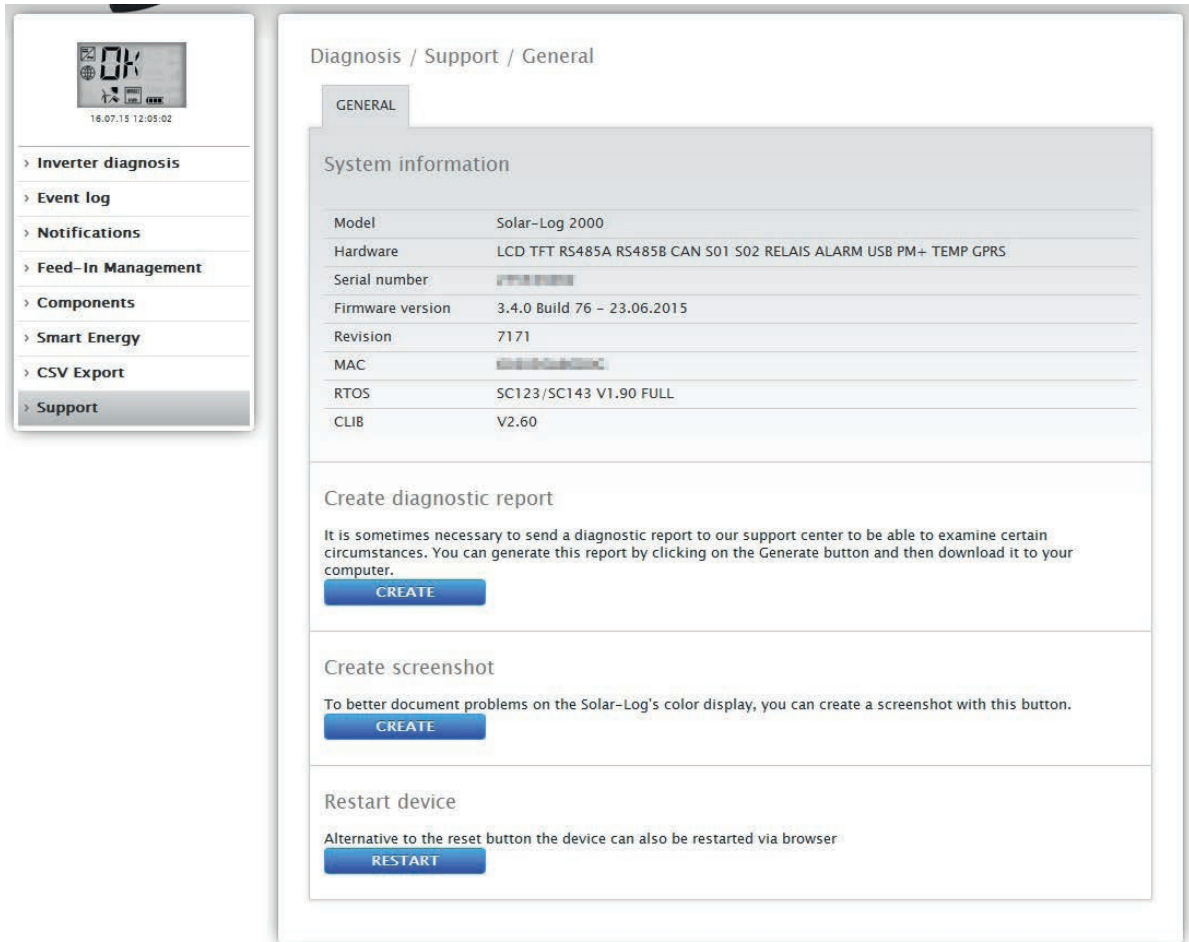 OK
16.07.15 12:05:02
› Inverter diagnosis
› Event log
› Notifications
› Feed-In Management
› Components
› Smart Energy
› CSV Export
› Support
Diagnosis / Support / General
GENERAL
System information
Model Solar-Log 2000
Hardware LCD TFT RS485A RS485B CAN S01 S02 RELAIS ALARM USB PM+ TEMP GPRS
Serial number
Firmware version 3.4.0 Build 76 - 23.06.2015
Revision 7171
MAC
RTOS SC123/SC143 V1.90 FULL
CLIB V2.60
Create diagnostic report
It is sometimes necessary to send a diagnostic report to our support center to be able to examine certain
circumstances. You can generate this report by clicking on the Generate button and then download it to your
computer.
CREATE
Create screenshot
To better document problems on the Solar-Log's color display, you can create a screenshot with this button.
CREATE
Restart device
Alternative to the reset button the device can also be restarted via browser
RESTART